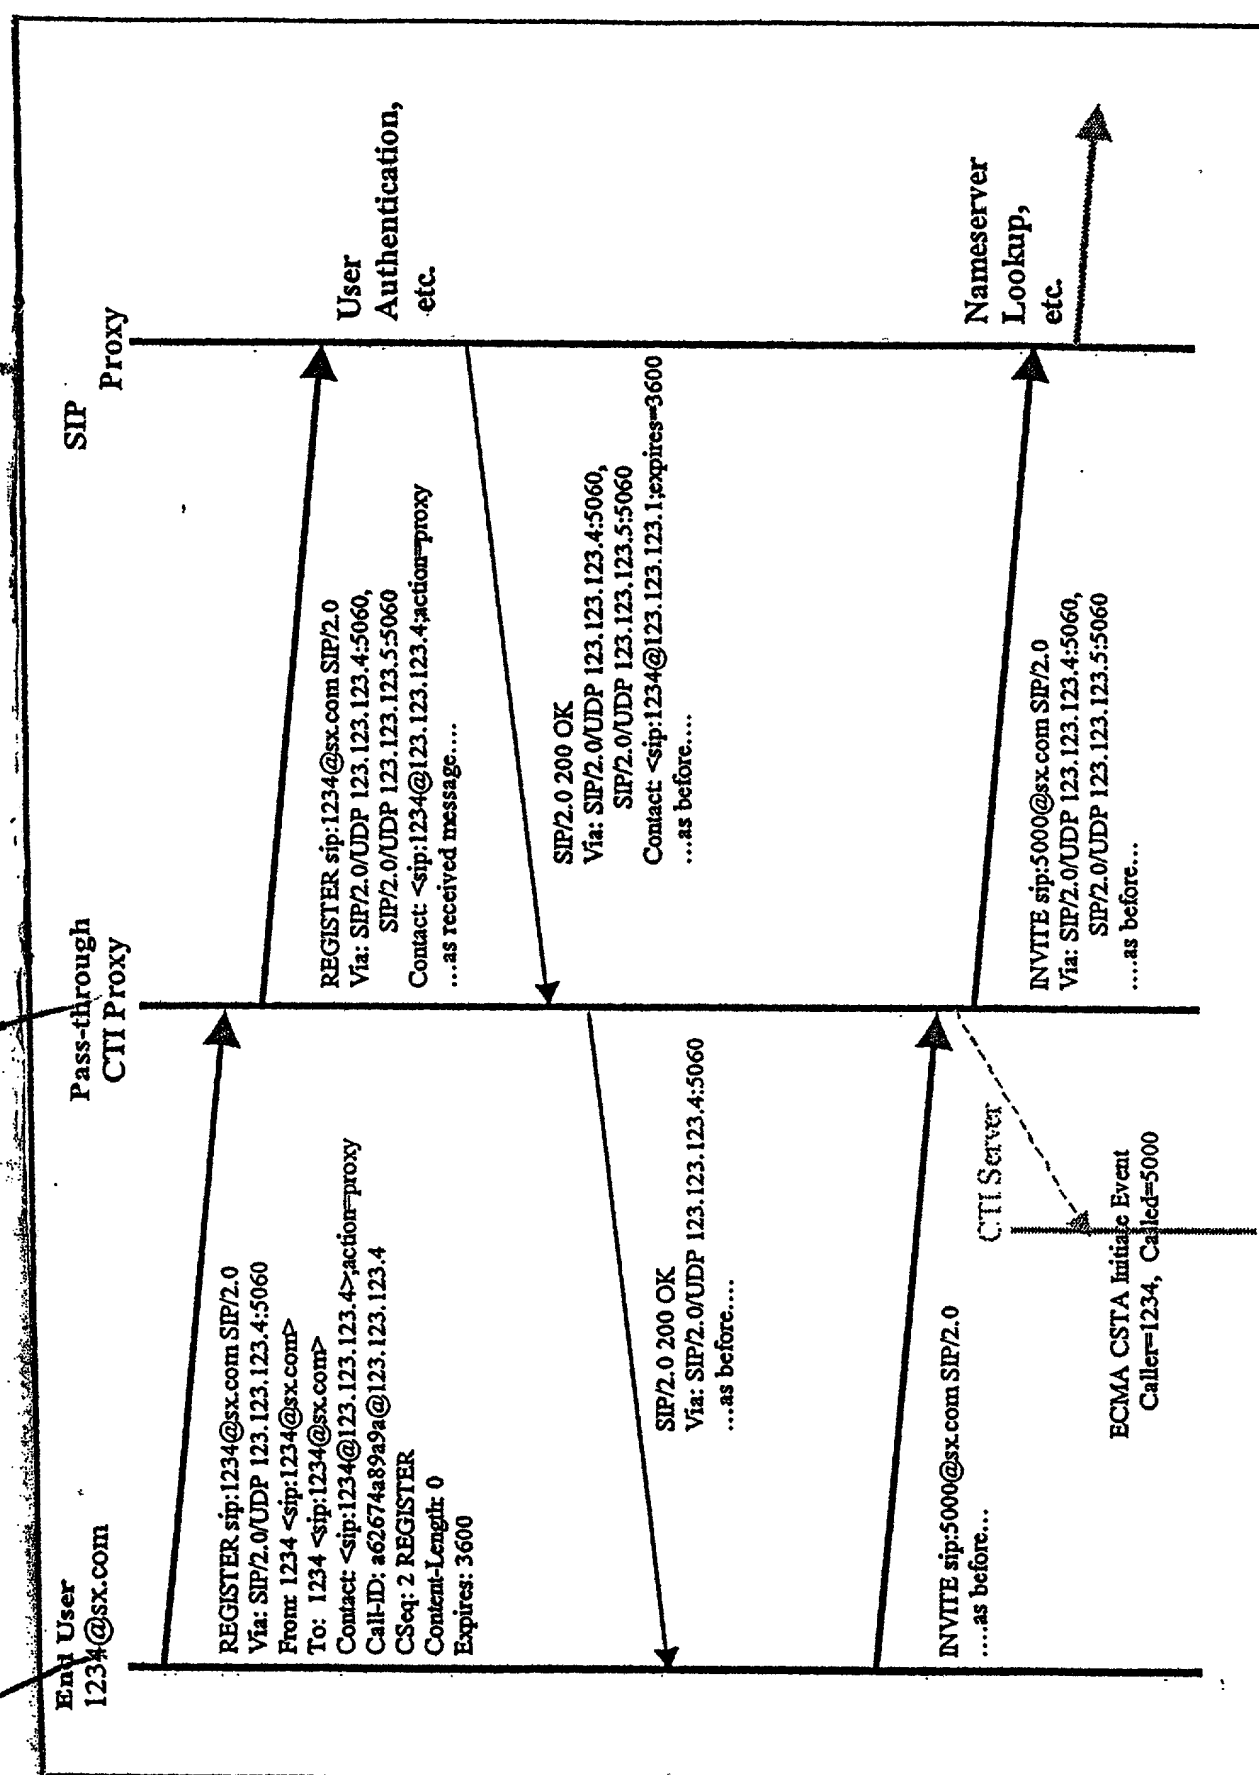 End User
1234@sx.com
Pass-through
CTI Proxy
SIP
Proxy
REGISTER sip:1234@sx.com SIP/2.0
Via: SIP/2.0/UDP 123.123.123.4:5060
From: 1234 <sip:1234@sx.com>
To: 1234 <sip:1234@sx.com>
Contact: <sip:1234@123.123.123.4>;action=proxy
Call-ID: a62674a89a9a@123.123.123.4
CSeq: 2 REGISTER
Content-Length: 0
Expires: 3600
REGISTER sip:1234@sx.com SIP/2.0
Via: SIP/2.0/UDP 123.123.123.4:5060,
SIP/2.0/UDP 123.123.123.5:5060
Contact: <sip:1234@123.123.123.4;action=proxy
...as received message....
User
Authentication,
etc.
SIP/2.0 200 OK
Via: SIP/2.0/UDP 123.123.123.4:5060,
SIP/2.0/UDP 123.123.123.5:5060
Contact: <sip:1234@123.123.123.1;expires=3600
...as before....
SIP/2.0 200 OK
Via: SIP/2.0/UDP 123.123.123.4:5060
...as before....
INVITE sip:5000@sx.com SIP/2.0
....as before...
CTI Server
ECMA CSTA Initiate Event
Caller=1234, Called=5000
INVITE sip:5000@sx.com SIP/2.0
Via: SIP/2.0/UDP 123.123.123.4:5060,
SIP/2.0/UDP 123.123.123.5:5060
....as before...
Nameserver
Lookup,
etc.